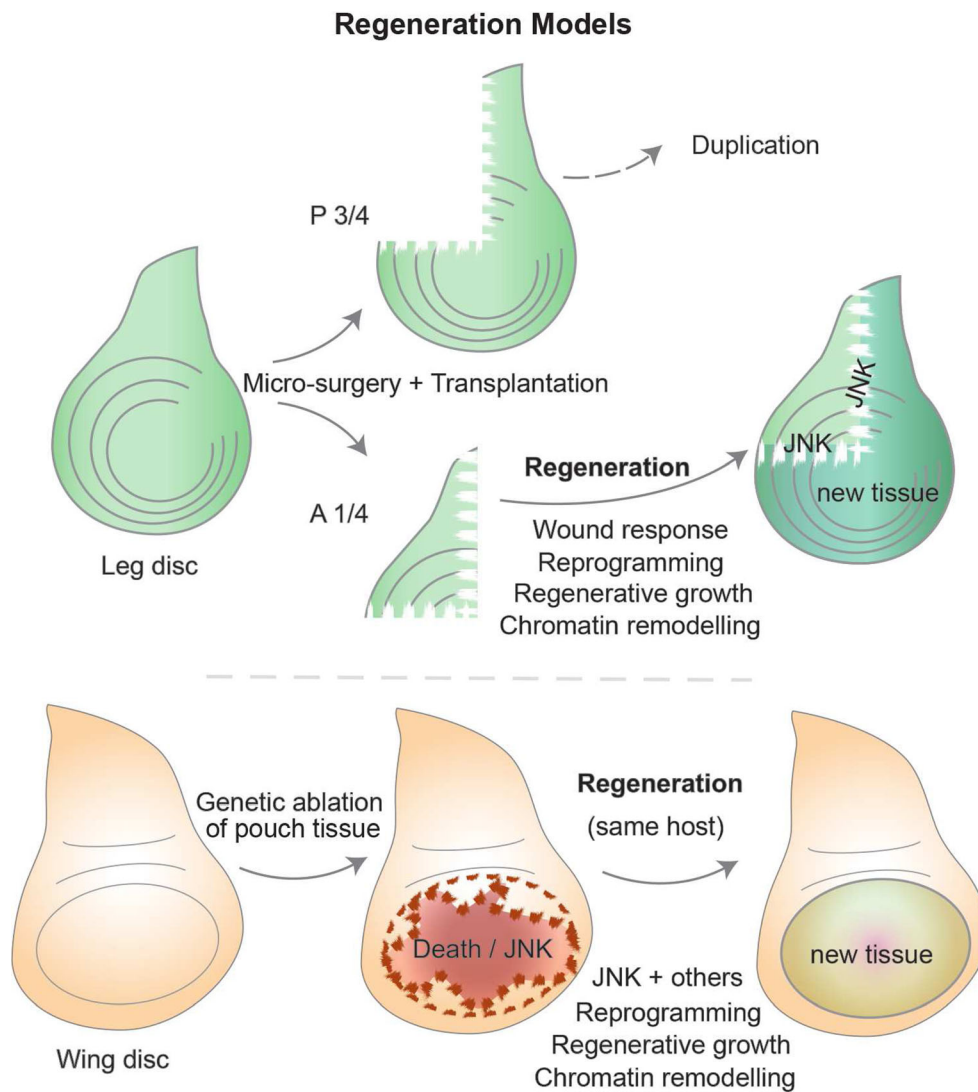 Regeneration Models
Duplication
P 3/4
Micro-surgery + Transplantation
Leg disc
A 1/4
Regeneration
Wound response
Reprogramming
Regenerative growth
Chromatin remodelling
JNK
JNK
new tissue
Genetic ablation
of pouch tissue
Wing disc
Death / JNK
Regeneration
(same host)
JNK + others
Reprogramming
Regenerative growth
Chromatin remodelling
new tissue